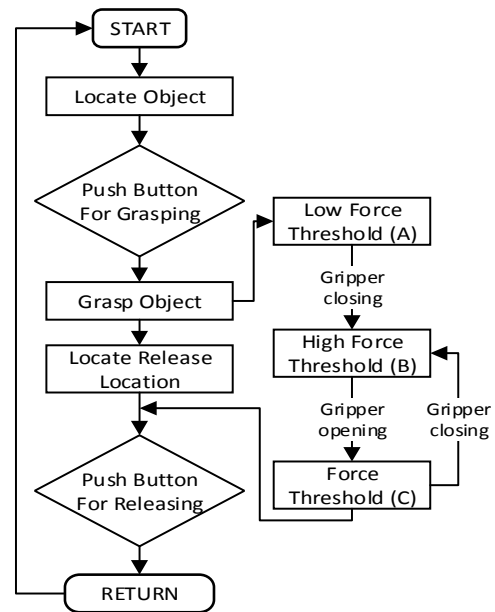 START
Locate Object
Push Button
For Grasping
Grasp Object
Locate Release
Location
Push Button
For Releasing
RETURN
Low Force
Threshold (A)
Gripper
closing
High Force
Threshold (B)
Gripper
opening
Gripper
closing
Force
Threshold (C)